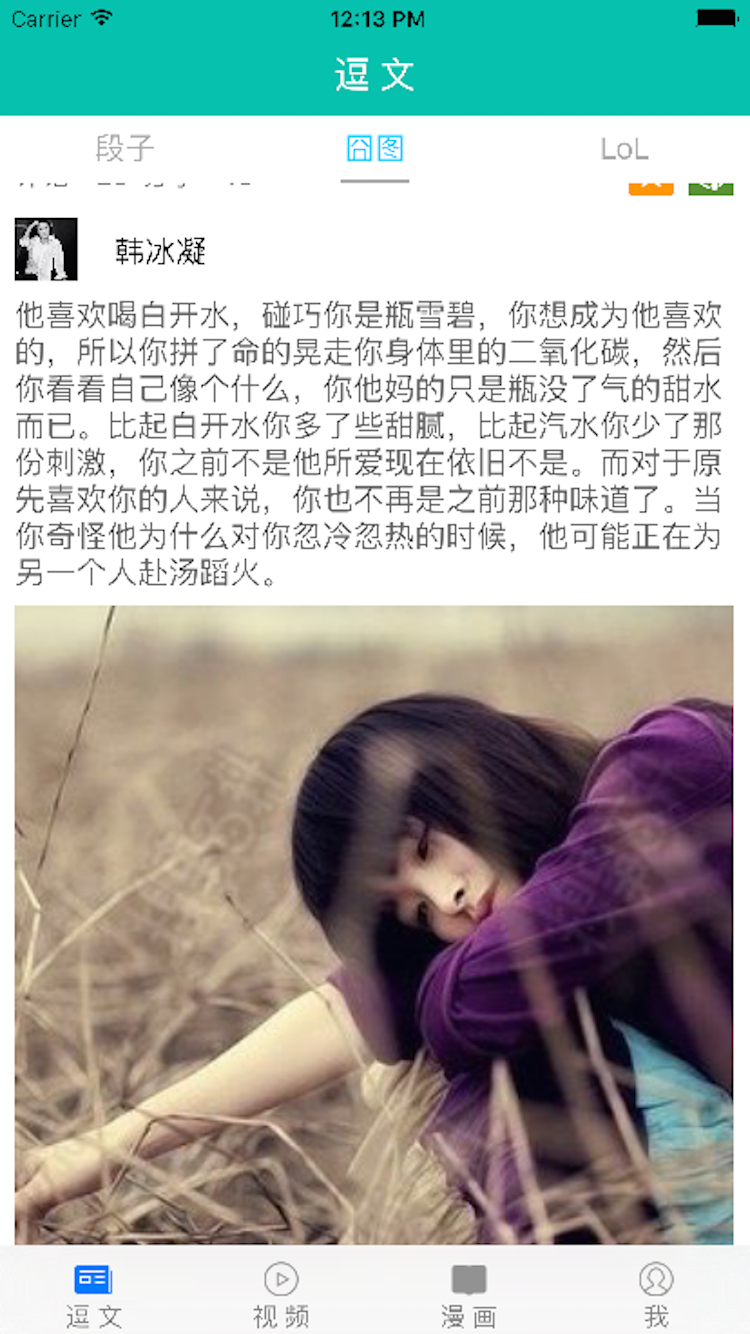 Carrier 12:13 PM
逗文
段子 囧图 LoL
韩冰凝
他喜欢喝白开水，碰巧你是瓶雪碧，你想成为他喜欢
的，所以你拼了命的晃走你身体里的二氧化碳，然后
你看看自己像个什么，你他妈的只是瓶没了气的甜水
而已。比起白开水你多了些甜腻，比起汽水你少了那
份刺激，你之前不是他所爱现在依旧不是。而对于原
先喜欢你的人来说，你也不再是之前那种味道了。当
你奇怪他为什么对你忽冷忽热的时候，他可能正在为
另一个人赴汤蹈火。
逗文 视频 漫画 我